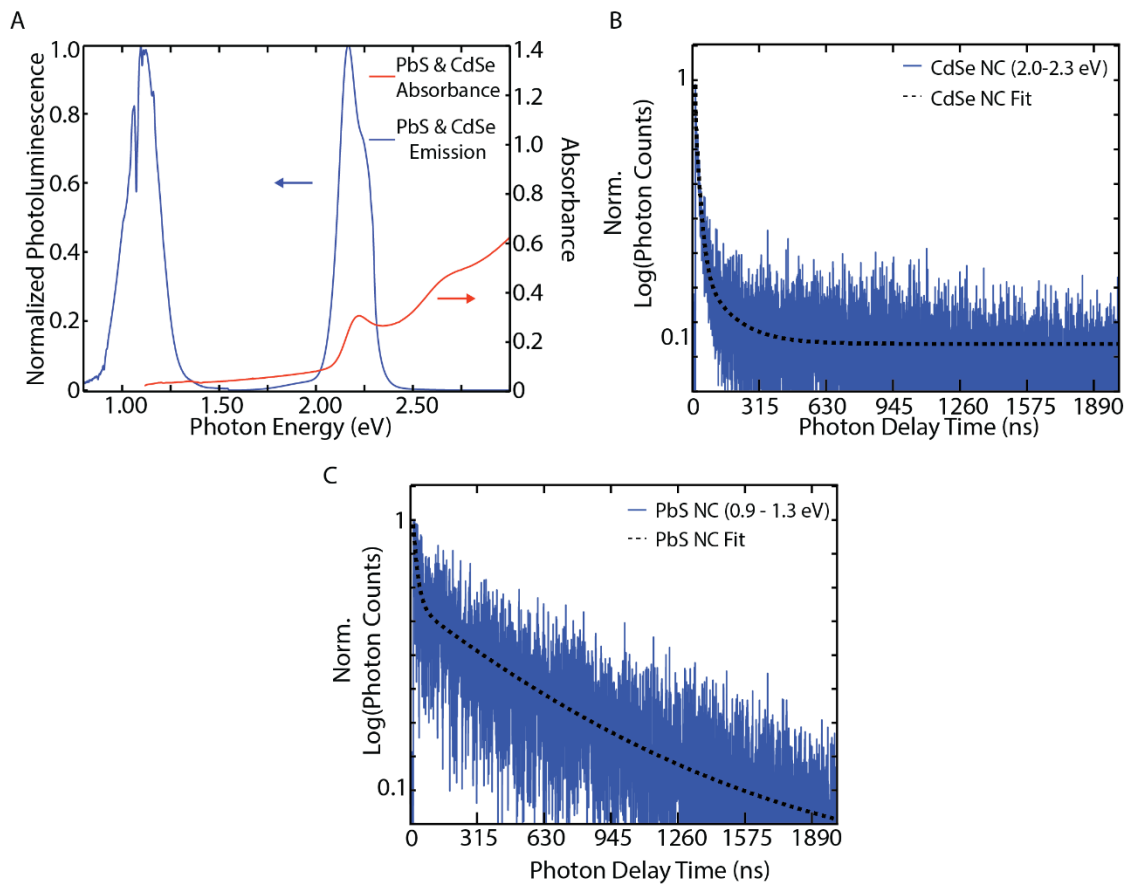 A
Normalized Photoluminescence
1.0
0.8
0.6
0.4
0.2
0
1.00
1.50
2.00
2.50
Photon Energy (eV)
PbS & CdSe
Absorbance
PbS & CdSe
Emission
1.4
1.2
1.0
0.8
0.6
0.4
0.2
0
Absorbance
B
Norm.
Log(Photon Counts)
1
0.1
CdSe NC (2.0-2.3 eV)
CdSe NC Fit
0
315
630
945
1260
1575
1890
Photon Delay Time (ns)
C
Norm.
Log(Photon Counts)
1
0.1
PbS NC (0.9 - 1.3 eV)
PbS NC Fit
0
315
630
945
1260
1575
1890
Photon Delay Time (ns)